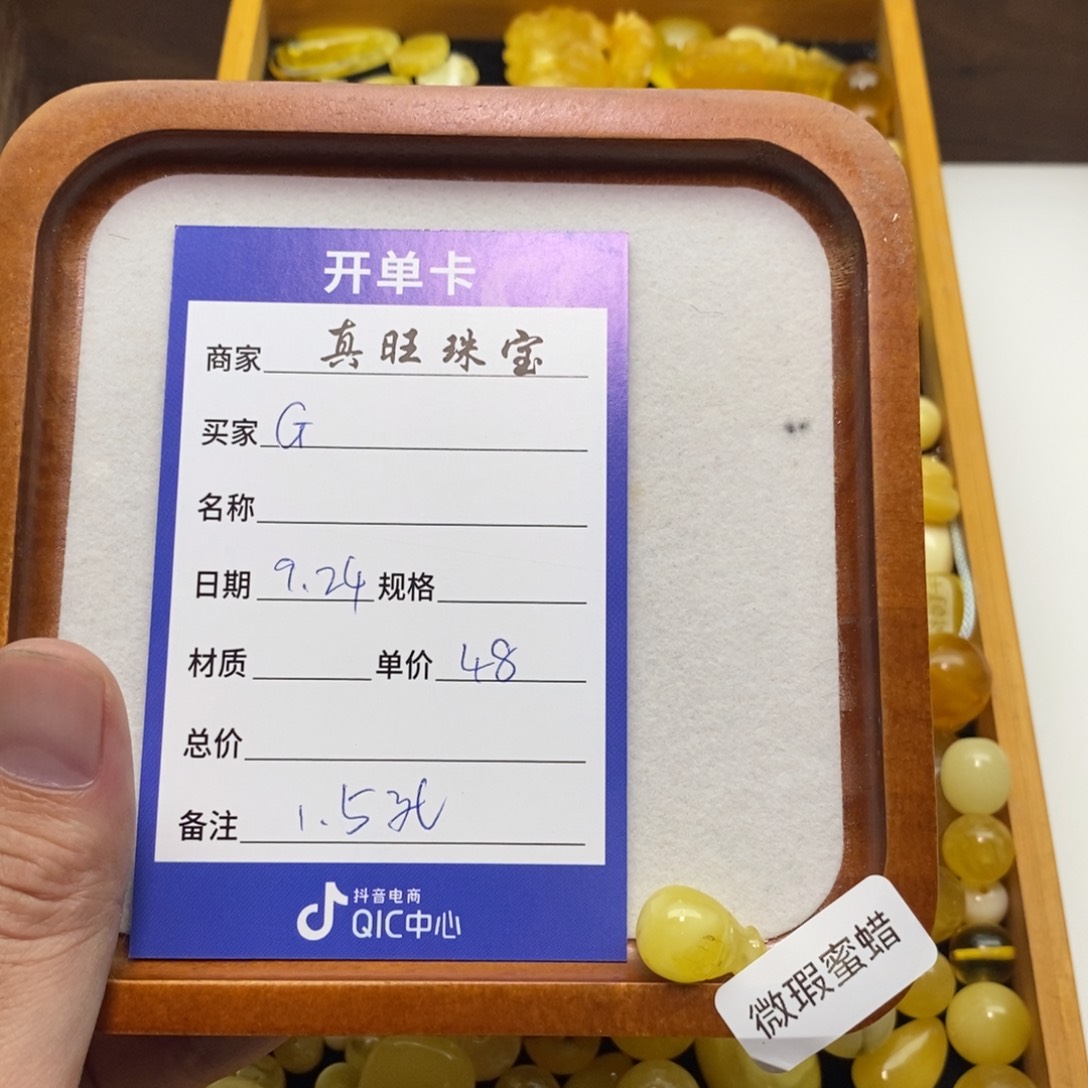 开单卡
商家 真旺珠宝
买家 G
名称
日期 9.24 规格
材质 单价 48
总价
备注 1.5孔
抖音电商
QIC中心
微瑕蜜蜡